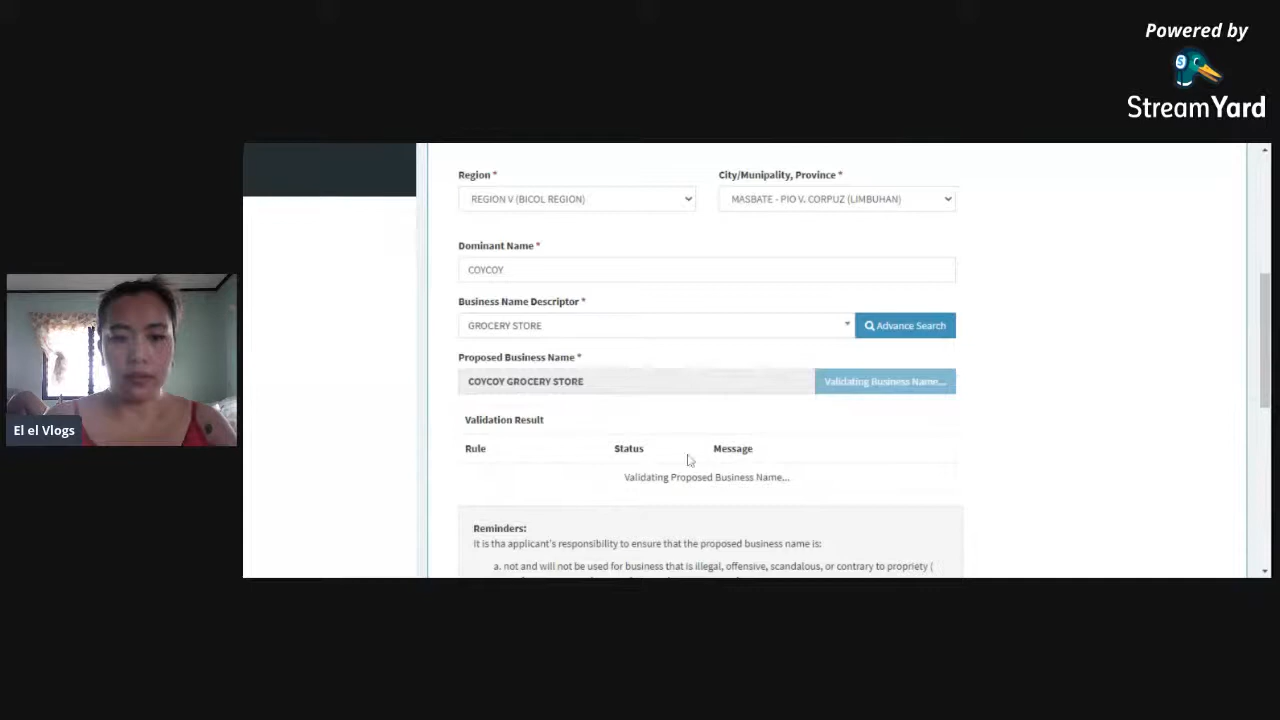 Powered by
StreamYard
Region *
City/Munipality, Province *
REGION V (BICOL REGION)
MASBATE - PIO V. CORPUZ (LIMBUHAN)
Dominant Name *
COYCOY
Business Name Descriptor *
GROCERY STORE
Advance Search
Proposed Business Name *
COYCOY GROCERY STORE
Validating Business Name...
Validation Result
Rule
Status
Message
Validating Proposed Business Name...
Reminders:
It is tha applicant's responsibility to ensure that the proposed business name is:
a. not and will not be used for business that is illegal, offensive, scandalous, or contrary to propriety (
El el Vlogs